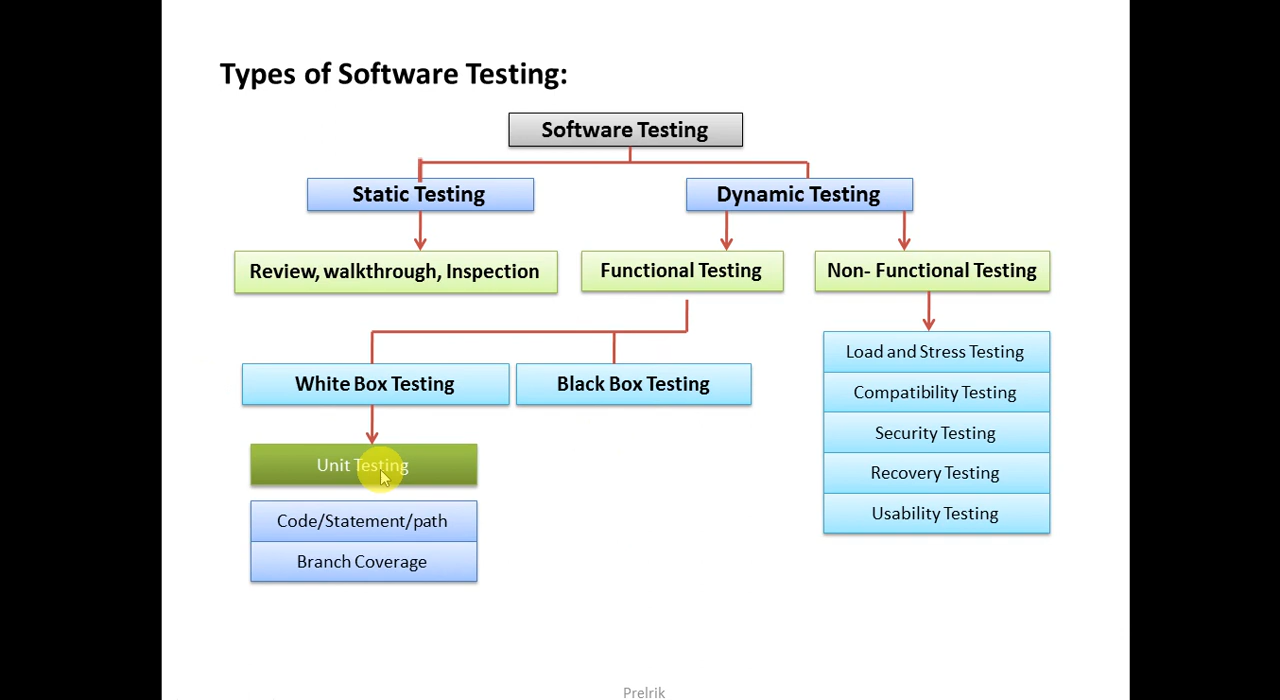 Types of Software Testing:
Software Testing
Static Testing
Dynamic Testing
Review, walkthrough, Inspection
Functional Testing
Non- Functional Testing
White Box Testing
Black Box Testing
Load and Stress Testing
Compatibility Testing
Security Testing
Recovery Testing
Usability Testing
Unit Testing
Code/Statement/path
Branch Coverage
Prelrik